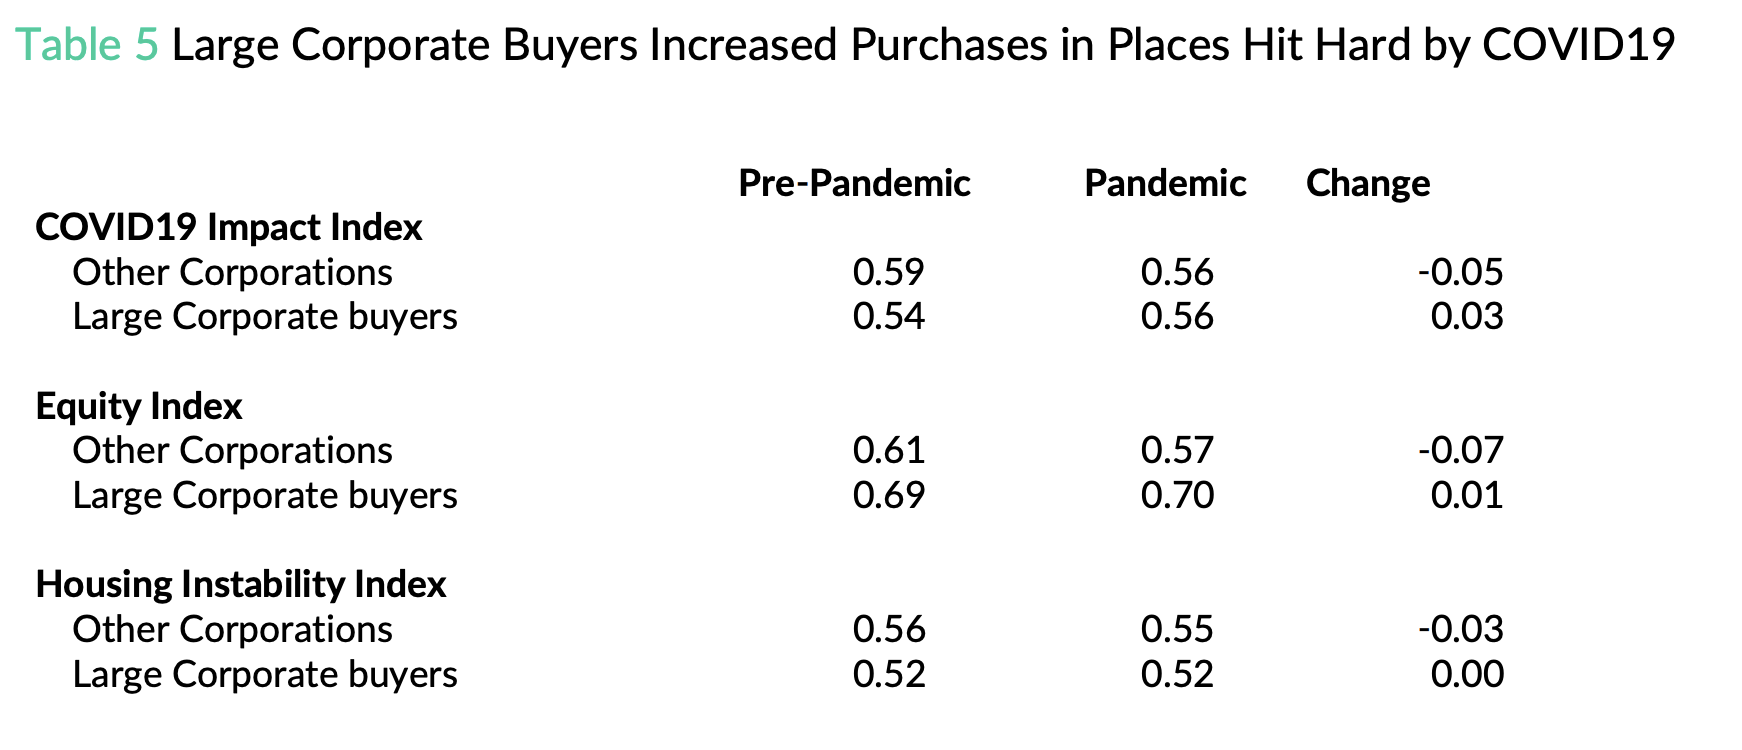 Table 5 Large Corporate Buyers Increased Purchases in Places Hit Hard by COVID19
Pre-Pandemic Pandemic Change
COVID19 Impact Index
Other Corporations 0.59 0.56 -0.05
Large Corporate buyers 0.54 0.56 0.03
Equity Index
Other Corporations 0.61 0.57 -0.07
Large Corporate buyers 0.69 0.70 0.01
Housing Instability Index
Other Corporations 0.56 0.55 -0.03
Large Corporate buyers 0.52 0.52 0.00